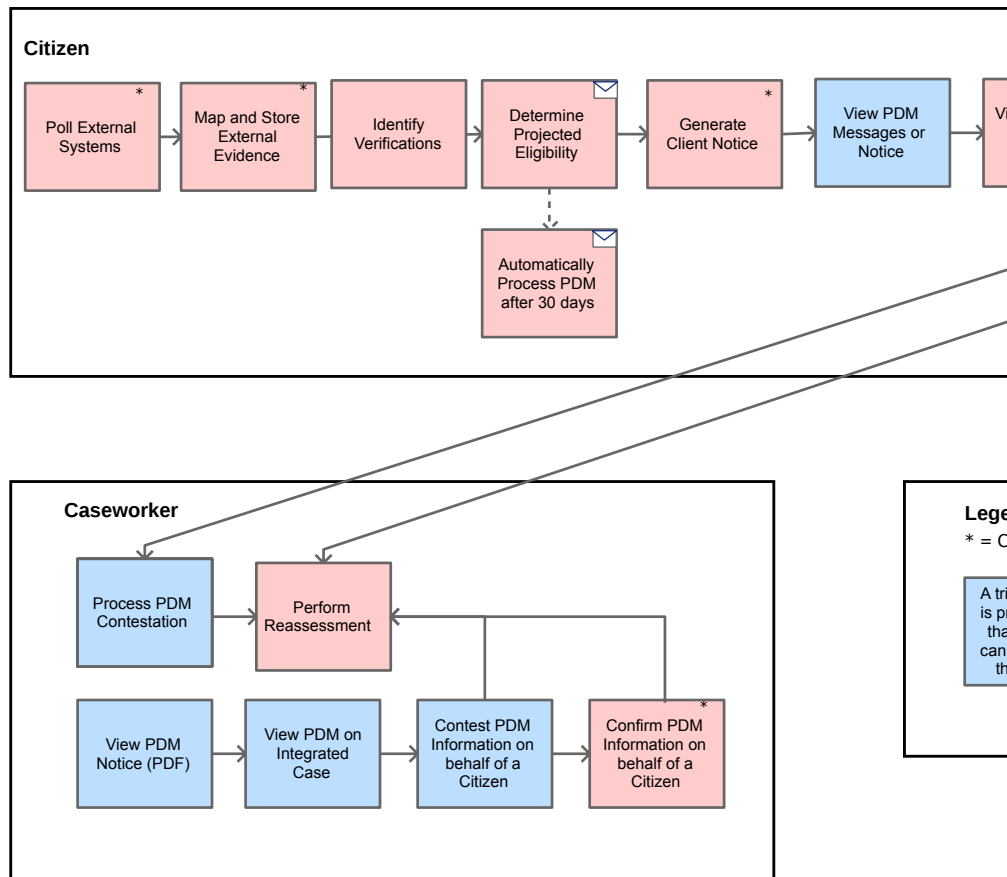 Citizen
*
Poll External
Systems
*
Map and Store
External
Evidence
Identify
Verifications
Determine
Projected
Eligibility
*
Generate
Client Notice
View PDM
Messages or
Notice
Automatically
Process PDM
after 30 days
Caseworker
Process PDM
Contestation
Perform
Reassessment
View PDM
Notice (PDF)
View PDM on
Integrated
Case
Contest PDM
Information on
behalf of a
Citizen
*
Confirm PDM
Information on
behalf of a
Citizen
* =
A
is